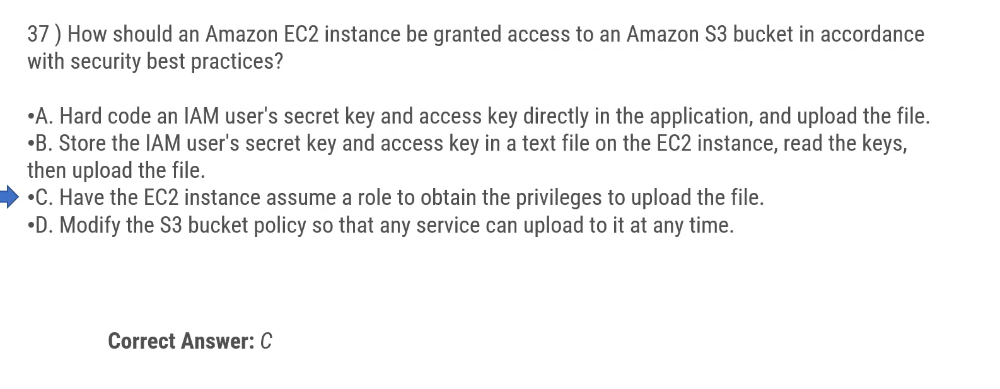 37 ) How should an Amazon EC2 instance be granted access to an Amazon S3 bucket in accordance
with security best practices?
•A. Hard code an IAM user's secret key and access key directly in the application, and upload the file.
•B. Store the IAM user's secret key and access key in a text file on the EC2 instance, read the keys,
then upload the file.
•C. Have the EC2 instance assume a role to obtain the privileges to upload the file.
•D. Modify the S3 bucket policy so that any service can upload to it at any time.
Correct Answer: C